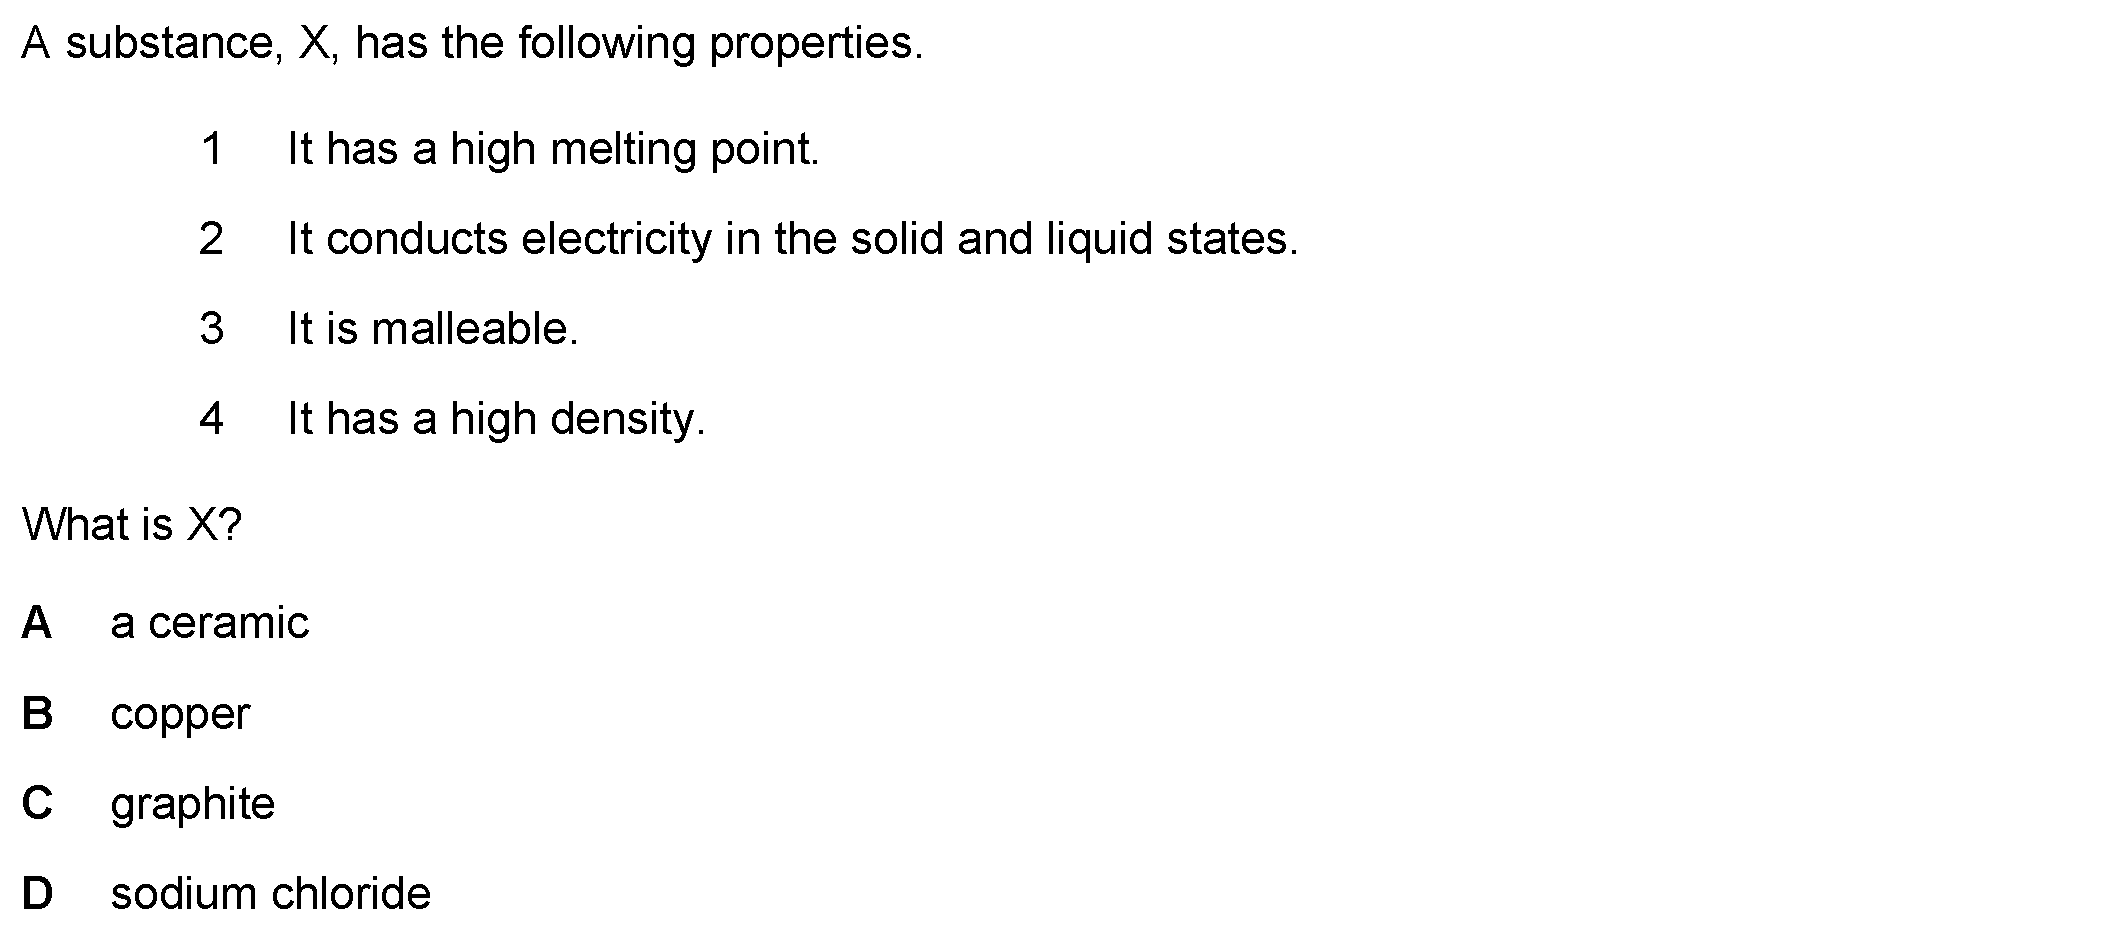 A substance, X, has the following properties.
1 It has a high melting point.
2 It conducts electricity in the solid and liquid states.
3 It is malleable.
4 It has a high density.
What is X?
A a ceramic
B copper
C graphite
D sodium chloride